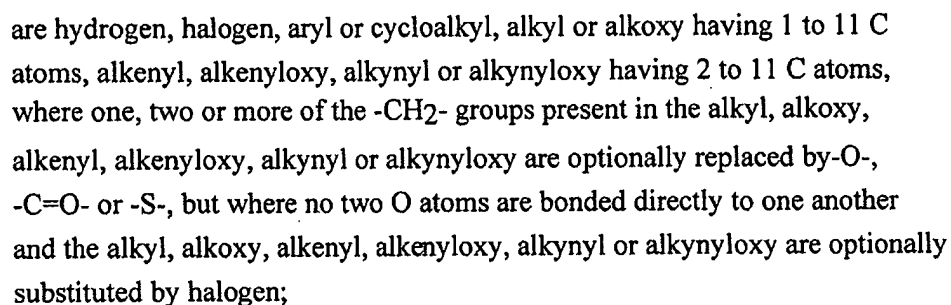 are hydrogen, halogen, aryl or cycloalkyl, alkyl or alkoxy having 1 to 11 C
atoms, alkenyl, alkenyloxy, alkynyl or alkynyloxy having 2 to 11 C atoms,
where one, two or more of the -CH2- groups present in the alkyl, alkoxy,
alkenyl, alkenyloxy, alkynyl or alkynyloxy are optionally replaced by-O-,
-C=O- or -S-, but where no two O atoms are bonded directly to one another
and the alkyl, alkoxy, alkenyl, alkenyloxy, alkynyl or alkynyloxy are optionally
substituted by halogen;